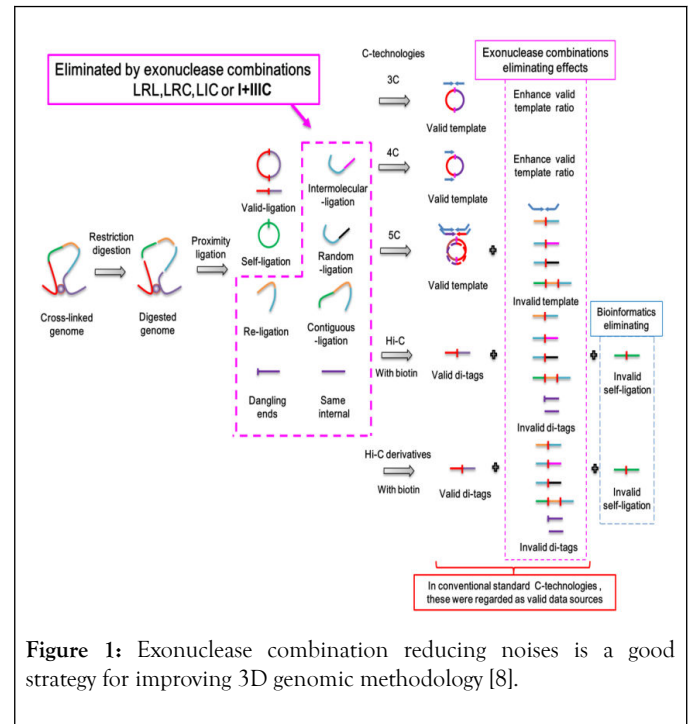 C-technologies
Exonuclease combinations
eliminating effects
Eliminated by exonuclease combinations
LRL,LRC,LIC or I+IIIC
3C
Valid template
Enhance valid
template ratio
4C
Valid template
Enhance valid
template ratio
Valid-ligation
Intermolecular
-ligation
Restriction
digestion
Proximity
ligation
Self-ligation
Random
-ligation
5C
Valid template
Invalid template
Cross-linked
genome
Digested
genome
Re-ligation
Contiguous
-ligation
Bioinformatics
eliminating
Dangling
ends
Same
internal
Hi-C
With biotin
Valid di-tags
Invalid di-tags
Invalid
self-ligation
Hi-C derivatives
With biotin
Valid di-tags
Invalid di-tags
Invalid
self-ligation
In conventional standard C-technologies ,
these were regarded as valid data sources
Figure 1: Exonuclease combination reducing noises is a good
strategy for improving 3D genomic methodology [8].